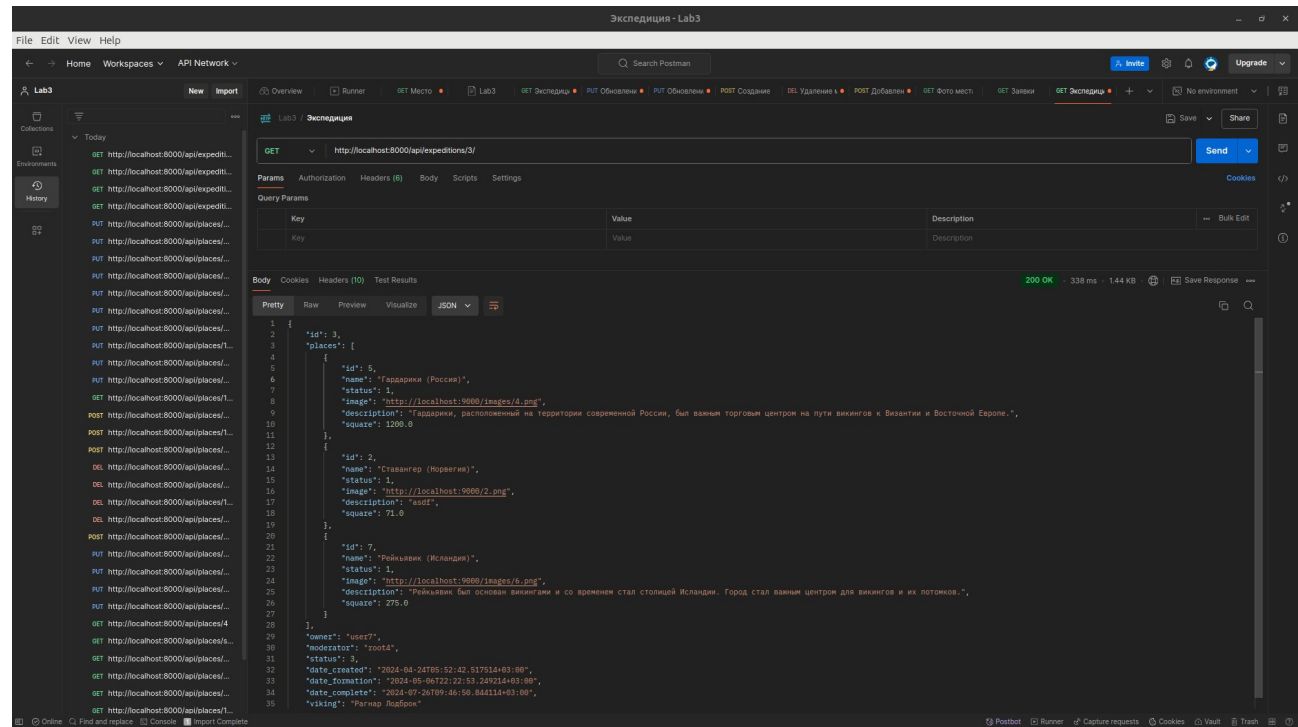 Экспедиция - Lab3
File Edit View Help
Home Workspaces API Network Search Postman Invite Upgrade
Lab3 New Import Overview Runner GET Место Lab3 GET Экспедици PUT Обновлени PUT Обновлени POST Создание DEL Удаление м POST Добавлен GET Фото мест GET Заявки GET Экспедици No environment
Collections
Environments
History
Today
GET http://localhost:8000/api/expediti...
GET http://localhost:8000/api/expediti...
GET http://localhost:8000/api/expediti...
GET http://localhost:8000/api/expediti...
PUT http://localhost:8000/api/places/...
PUT http://localhost:8000/api/places/...
PUT http://localhost:8000/api/places/...
PUT http://localhost:8000/api/places/...
PUT http://localhost:8000/api/places/...
PUT http://localhost:8000/api/places/...
PUT http://localhost:8000/api/places/...
PUT http://localhost:8000/api/places/1...
PUT http://localhost:8000/api/places/...
PUT http://localhost:8000/api/places/...
GET http://localhost:8000/api/places/1...
POST http://localhost:8000/api/places/...
POST http://localhost:8000/api/places/1...
POST http://localhost:8000/api/places/...
DEL http://localhost:8000/api/places/...
DEL http://localhost:8000/api/places/...
DEL http://localhost:8000/api/places/1...
DEL http://localhost:8000/api/places/...
POST http://localhost:8000/api/places/...
PUT http://localhost:8000/api/places/...
PUT http://localhost:8000/api/places/...
PUT http://localhost:8000/api/places/...
PUT http://localhost:8000/api/places/...
GET http://localhost:8000/api/places/4
GET http://localhost:8000/api/places/s...
GET http://localhost:8000/api/places/...
GET http://localhost:8000/api/places/...
GET http://localhost:8000/api/places/...
GET http://localhost:8000/api/places/1...
Lab3 / Экспедиция Save Share
GET http://localhost:8000/api/expeditions/3/ Send
Params Authorization Headers (6) Body Scripts Settings Cookies
Query Params
Key Value Description Bulk Edit
Key Value Description
Body Cookies Headers (10) Test Results 200 OK 338 ms 1.44 KB Save Response
Pretty Raw Preview Visualize JSON
1 {
2 "id": 3,
3 "places": [
4 {
5 "id": 5,
6 "name": "Гардарики (Россия)",
7 "status": 1,
8 "image": "http://localhost:9000/images/4.png",
9 "description": "Гардарики, расположенный на территории современной России, был важным торговым центром на пути викингов к Византии и Восточной Европе.",
10 "square": 1200.0
11 },
12 {
13 "id": 2,
14 "name": "Ставангер (Норвегия)",
15 "status": 1,
16 "image": "http://localhost:9000/2.png",
17 "description": "asdf",
18 "square": 71.0
19 },
20 {
21 "id": 7,
22 "name": "Рейкьявик (Исландия)",
23 "status": 1,
24 "image": "http://localhost:9000/images/6.png",
25 "description": "Рейкьявик был основан викингами и со временем стал столицей Исландии. Город стал важным центром для викингов и их потомков.",
26 "square": 275.0
27 }
28 ],
29 "owner": "user7",
30 "moderator": "root4",
31 "status": 3,
32 "date_created": "2024-04-24T05:52:42.517514+03:00",
33 "date_formation": "2024-05-06T22:22:53.249214+03:00",
34 "date_complete": "2024-07-26T09:46:50.844114+03:00",
35 "viking": "Рагнар Лодброк"
Online Find and replace Console Import Complete Postbot Runner Capture requests Cookies Vault Trash